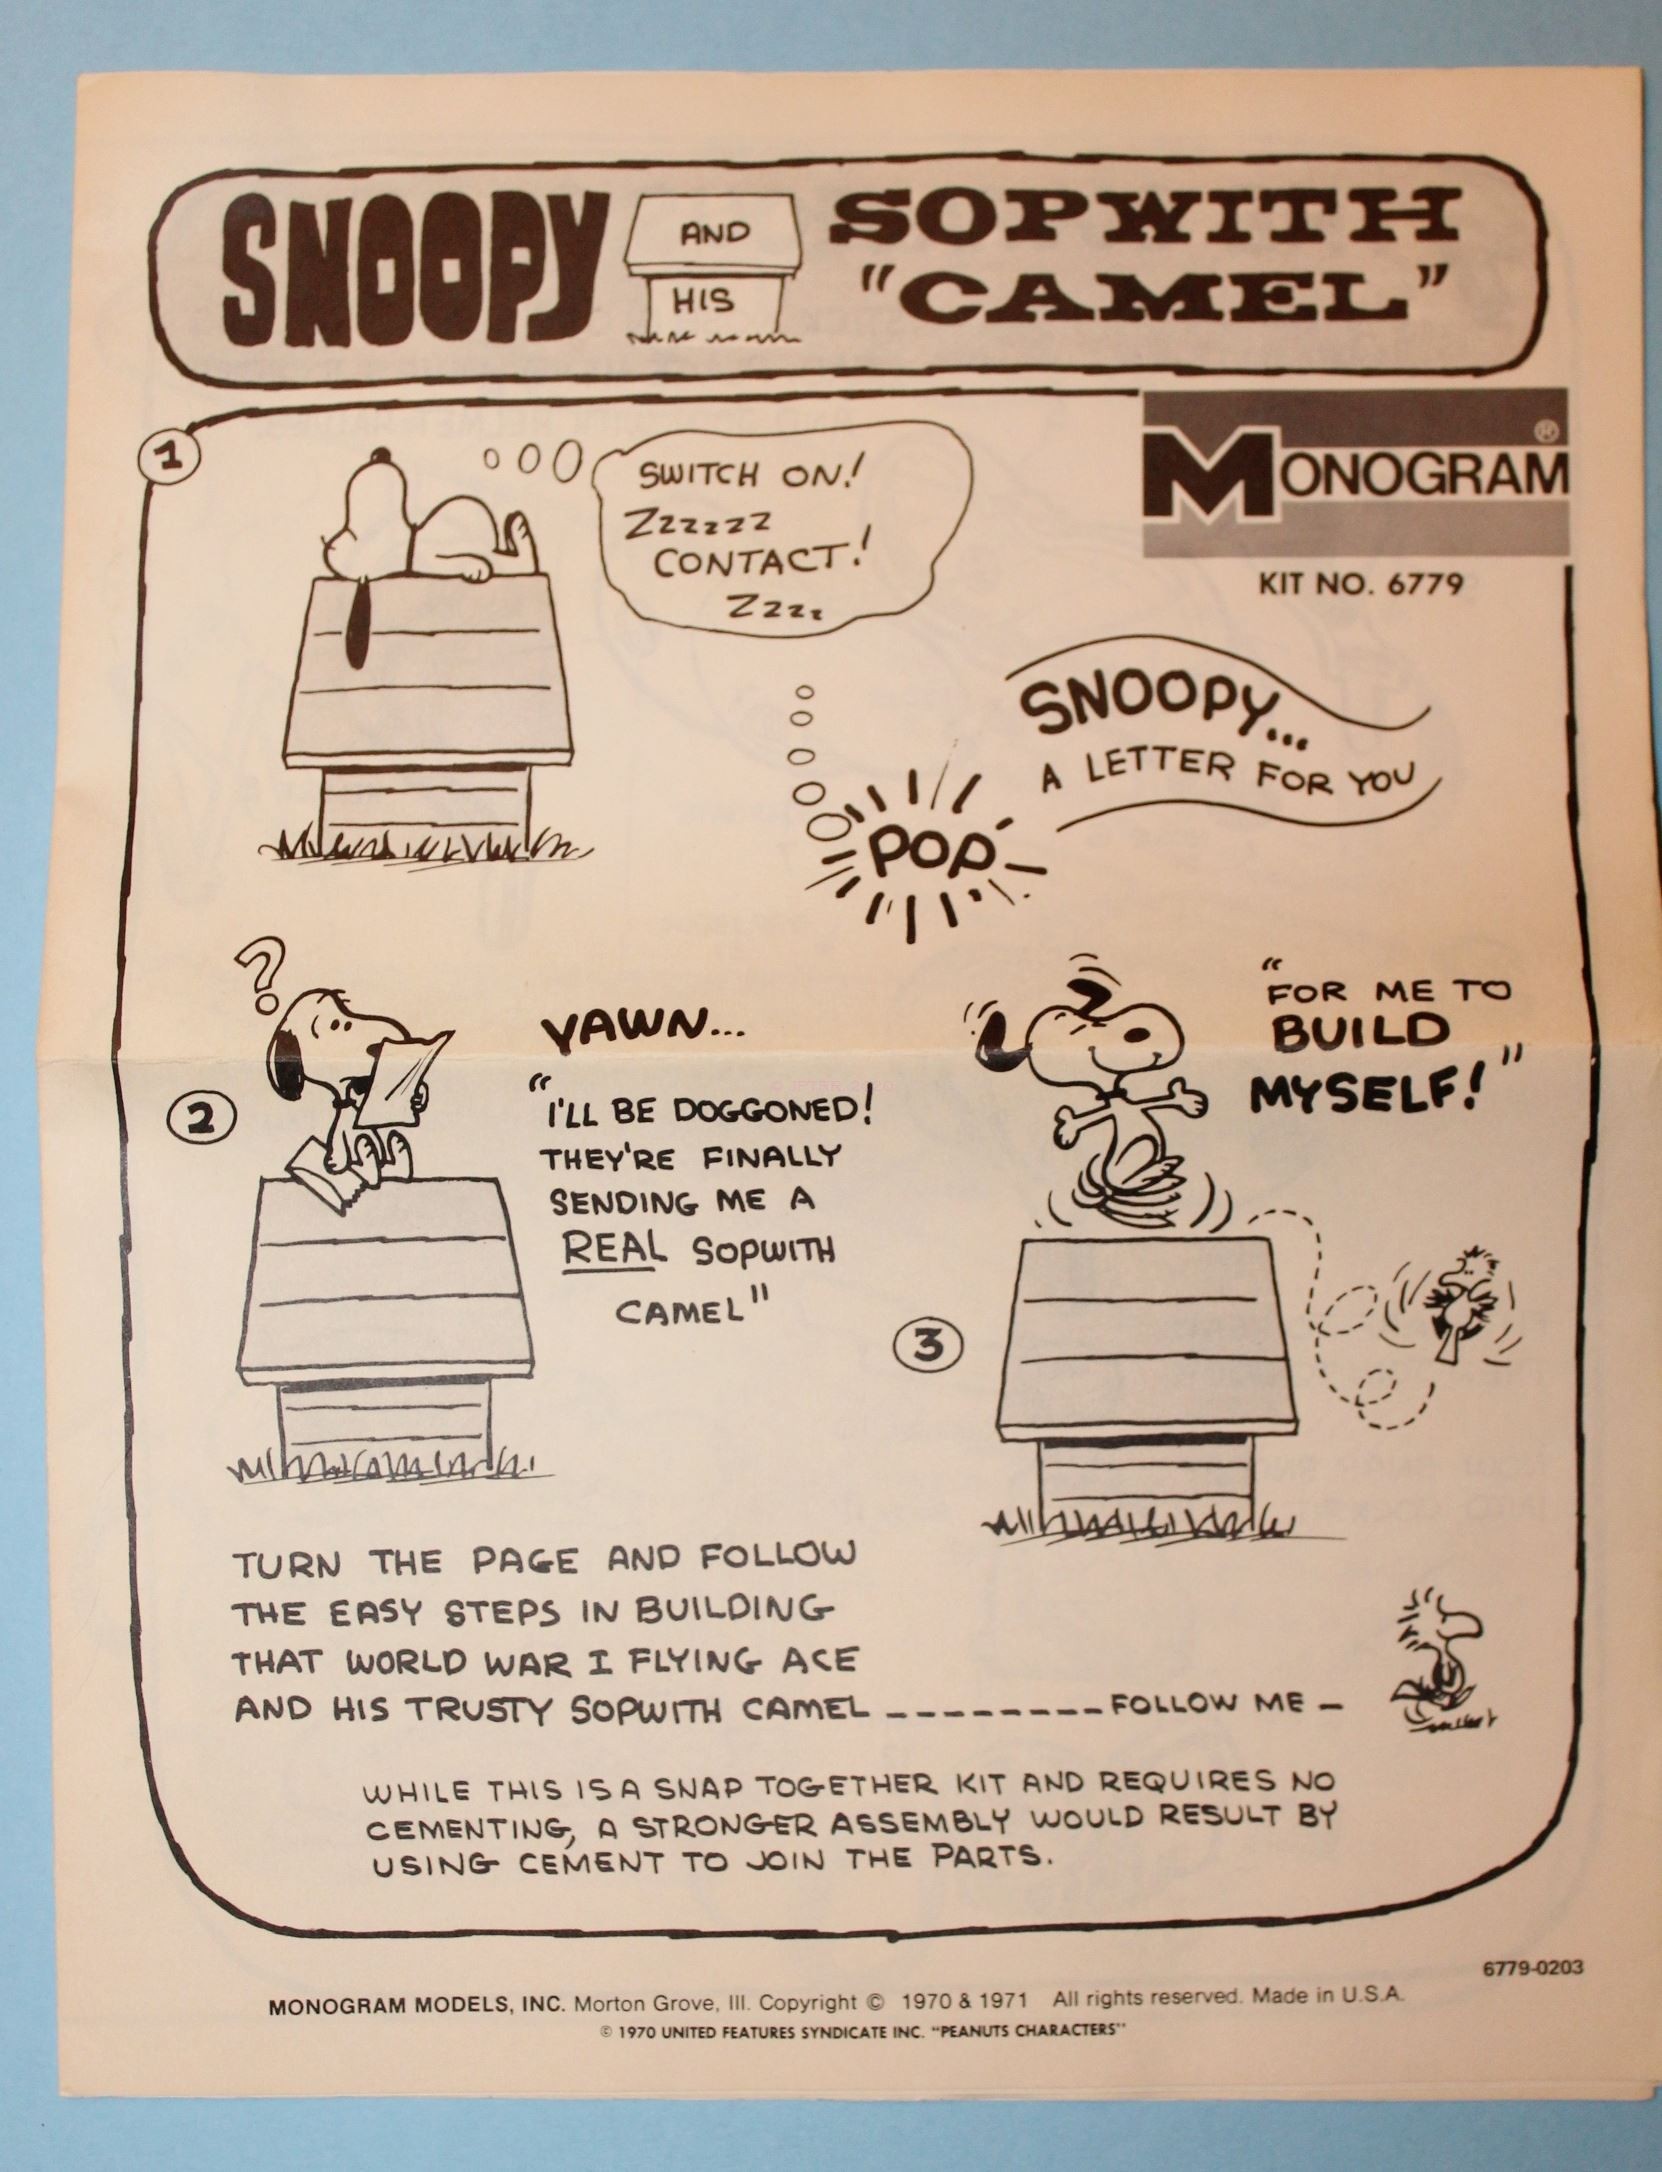 SNOOPY AND HIS SOPWITH "CAMEL"
MONOGRAM®
KIT NO. 6779
1
SWITCH ON!
ZZZZZZ
CONTACT!
ZZZZ
POP
SNOOPY...
A LETTER FOR YOU
2
?
YAWN...
"I'LL BE DOGGONED!
THEY'RE FINALLY
SENDING ME A
REAL SOPWITH
CAMEL"
3
"FOR ME TO
BUILD
MYSELF!"
TURN THE PAGE AND FOLLOW
THE EASY STEPS IN BUILDING
THAT WORLD WAR I FLYING ACE
AND HIS TRUSTY SOPWITH CAMEL _ _ _ _ _ _ _ _ _ FOLLOW ME —
WHILE THIS IS A SNAP TOGETHER KIT AND REQUIRES NO
CEMENTING, A STRONGER ASSEMBLY WOULD RESULT BY
USING CEMENT TO JOIN THE PARTS.
6779-0203
MONOGRAM MODELS, INC. Morton Grove, Ill. Copyright © 1970 & 1971 All rights reserved. Made in U.S.A.
© 1970 UNITED FEATURES SYNDICATE INC. "PEANUTS CHARACTERS"